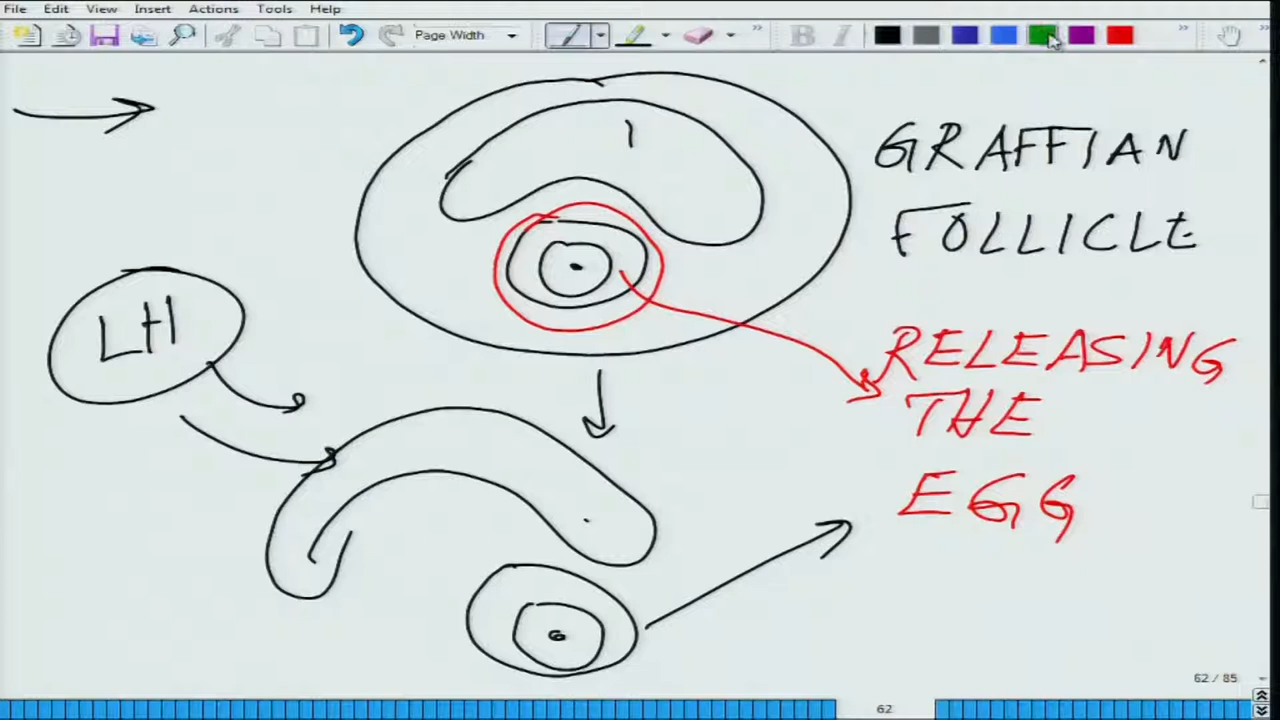 File Edit View Insert Actions Tools Help
Page Width
B I
GRAFFIAN
FOLLICLE
LH
RELEASING
THE
EGG
62 / 85
62